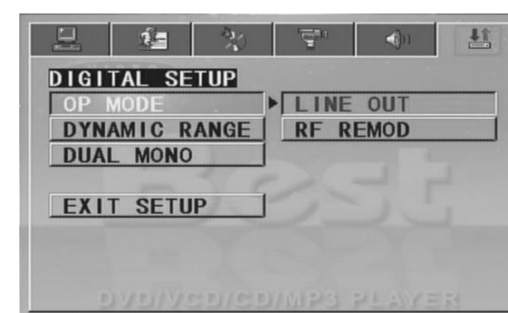 DIGITAL SETUP
OP MODE
LINE OUT
DYNAMIC RANGE
RF REMOD
DUAL MONO
EXIT SETUP
Best
DVD/VCD/CD/MP3 PLAYER